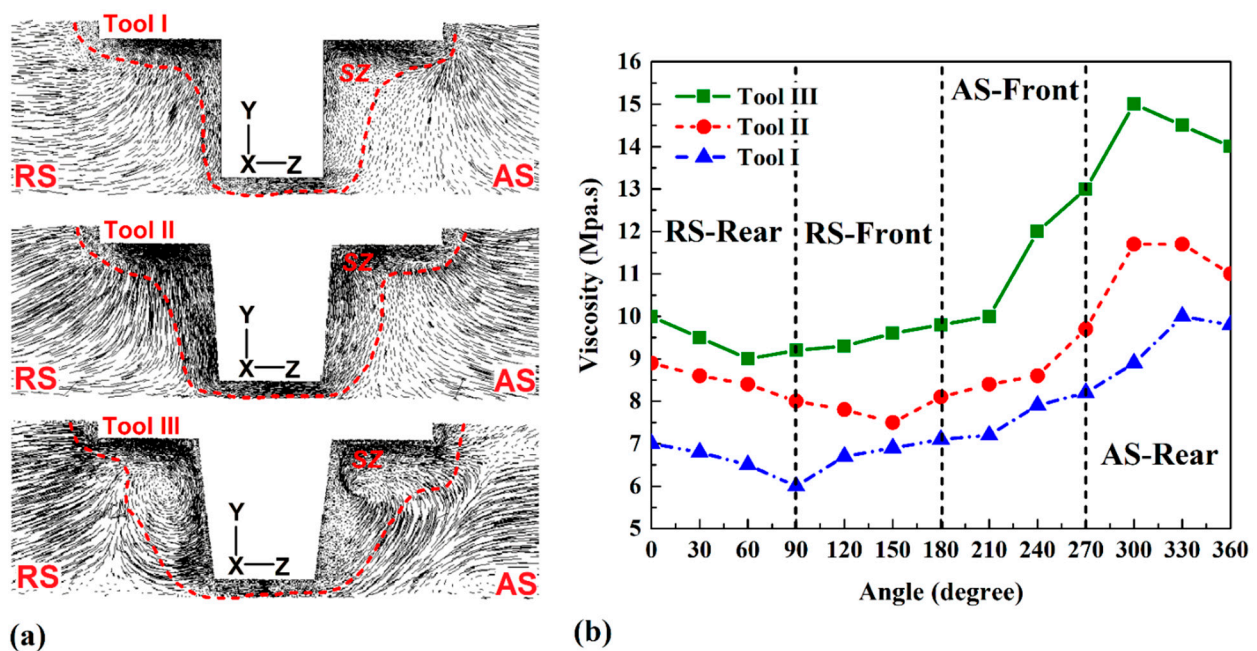 Tool I
SZ
Y
X
Z
RS
AS
Tool II
SZ
Y
X
Z
RS
AS
Tool III
SZ
Y
X
Z
RS
AS
(a)
16
15
14
13
12
11
10
9
8
7
6
5
Viscosity (Mpa.s)
Tool III
Tool II
Tool I
RS-Rear
RS-Front
AS-Front
AS-Rear
0 30 60 90 120 150 180 210 240 270 300 330 360
Angle (degree)
(b)